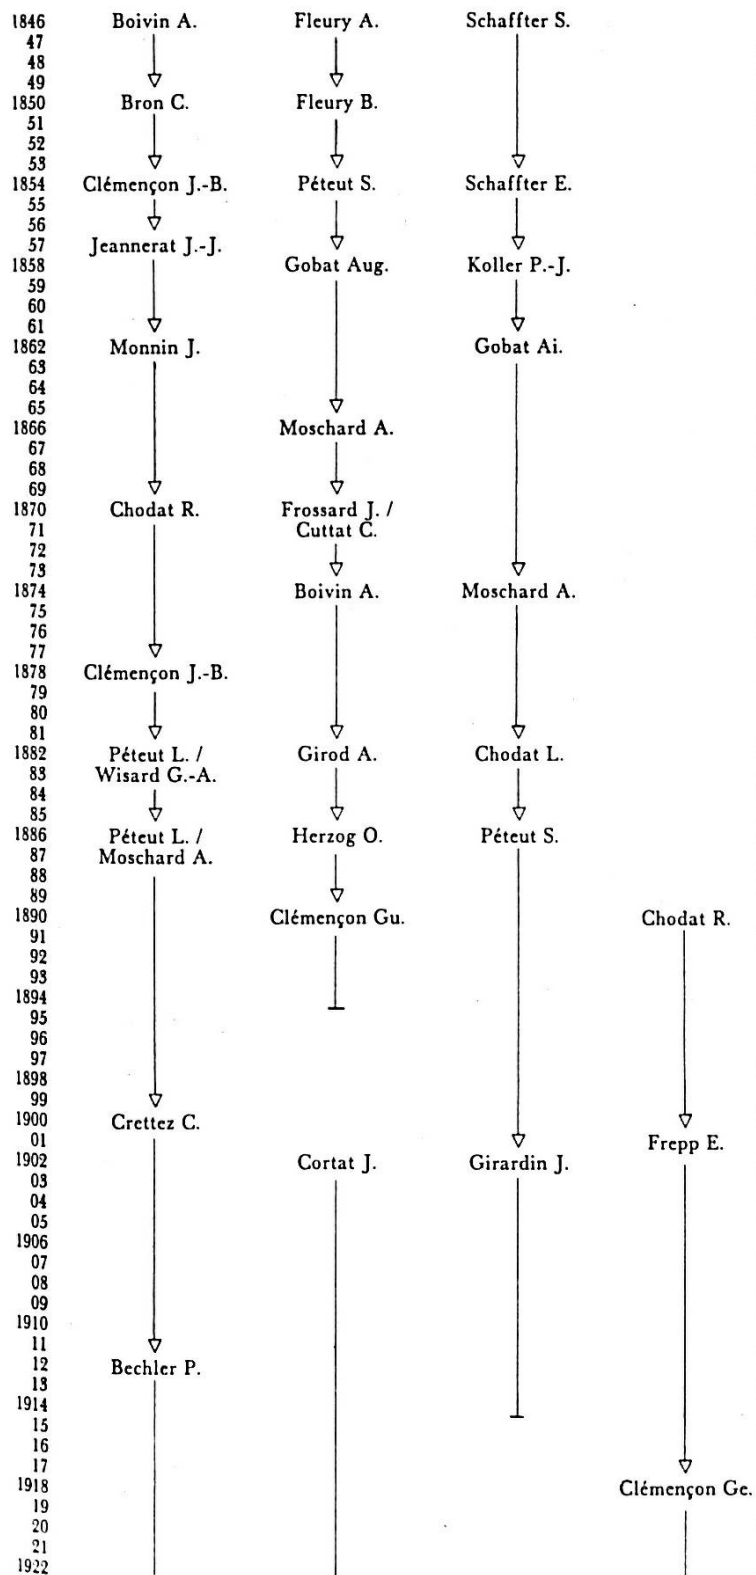 1846 Boivin A. Fleury A. Schaffter S.
47
48
49
1850 Bron C. Fleury B.
51
52
53
1854 Clémençon J.-B. Péteut S. Schaffter E.
55
56
57 Jeannerat J.-J.
1858 Gobat Aug. Koller P.-J.
59
60
61
1862 Monnin J. Gobat Ai.
63
64
65
1866 Moschard A.
67
68
69
1870 Chodat R. Frossard J. /
71 Cuttat C.
72
73
1874 Boivin A. Moschard A.
75
76
77
1878 Clémençon J.-B.
79
80
81
1882 Péteut L. / Girod A. Chodat L.
83 Wisard G.-A.
84
85
1886 Péteut L. / Herzog O. Péteut S.
87 Moschard A.
88
89
1890 Clémençon Gu. Chodat R.
91
92
93
1894
95
96
97
1898
99
1900 Crettez C.
01 Frepp E.
1902 Cortat J. Girardin J.
03
04
05
1906
07
08
09
1910
11
12 Bechler P.
13
1914
15
16
17
1918 Clémençon Ge.
19
20
21
1922